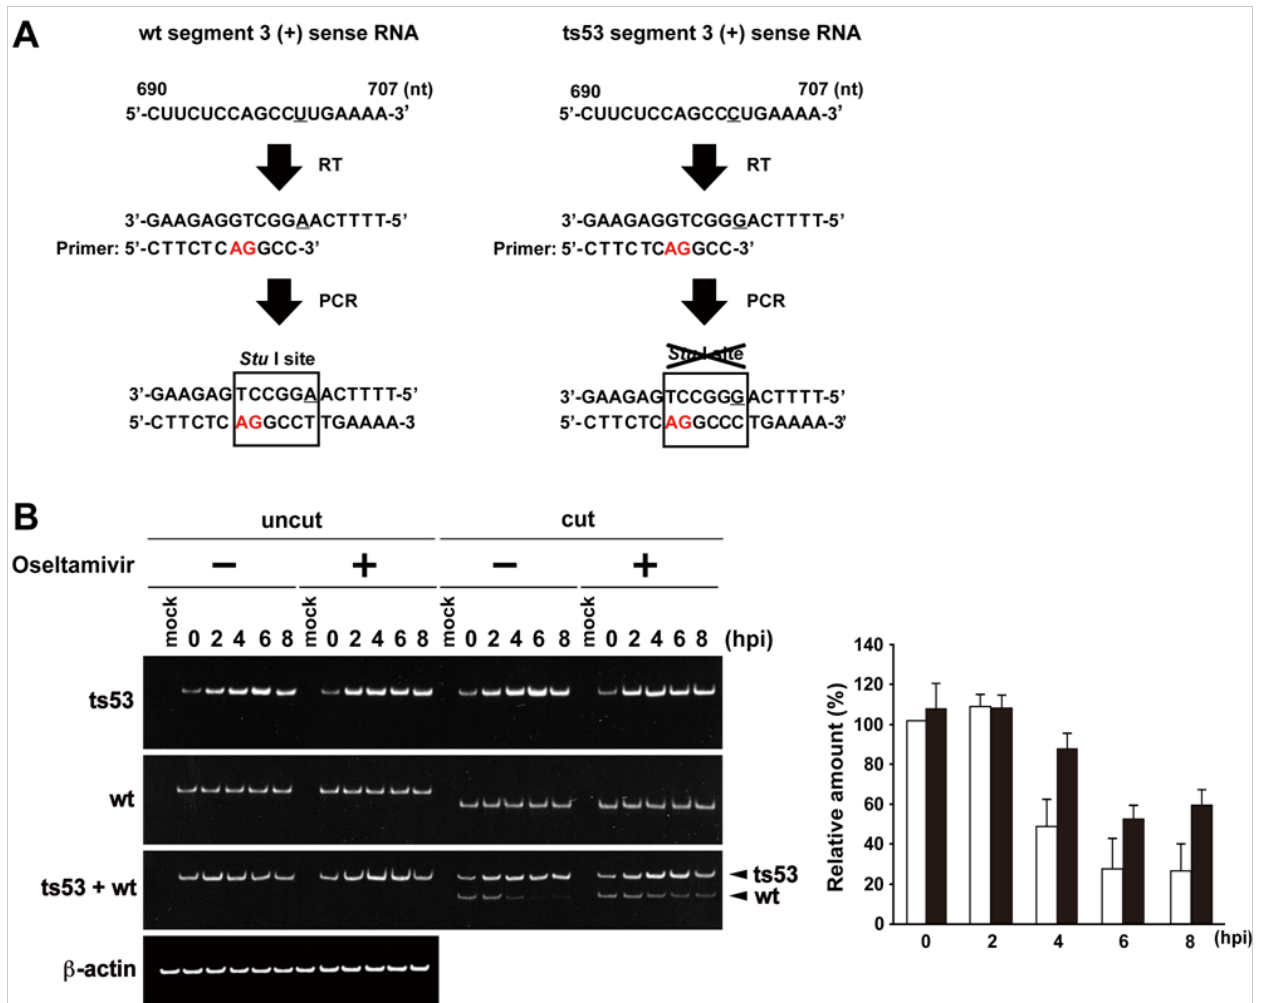 A
wt segment 3 (+) sense RNA
ts53 segment 3 (+) sense RNA
690 707 (nt)
690 707 (nt)
5’-CUUCUCCAGCCUUGAAAA-3’
5’-CUUCUCCAGCCCUGAAAA-3’
RT
RT
3’-GAAGAGGTCGGAACTTTT-5’
3’-GAAGAGGTCGGGACTTTT-5’
Primer: 5’-CTTCTCAGGCC-3’
Primer: 5’-CTTCTCAGGCC-3’
PCR
PCR
Stu I site
Stu I site
3’-GAAGAGTCCGGAACTTTT-5’
3’-GAAGAGTCCGGGACTTTT-5’
5’-CTTCTCAGGCCTTGAAAA-3
5’-CTTCTCAGGCCCTGAAAA-3’
B
uncut cut
Oseltamivir − + − +
mock 0 2 4 6 8 mock 0 2 4 6 8 mock 0 2 4 6 8 mock 0 2 4 6 8 (hpi)
ts53
wt
ts53 + wt
ts53
wt
β-actin
Relative amount (%)
140
120
100
80
60
40
20
0
0 2 4 6 8 (hpi)